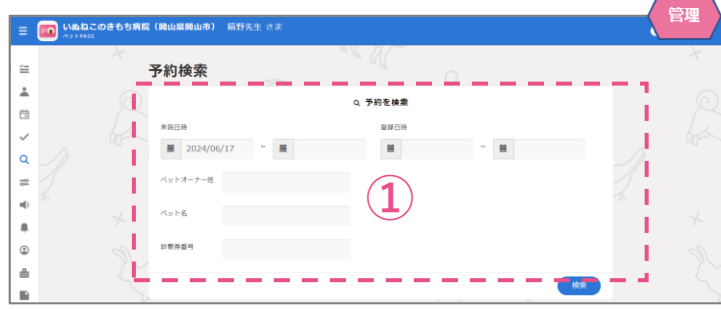 管理
いぬねこのきもち病院（岡山県岡山市） 鶴野先生 さま
ペットPASS
予約検索
予約を検索
来院日時 登録日時
2024/06/17 ~ ~
ペットオーナー姓
ペット名
診察券番号
①
検索